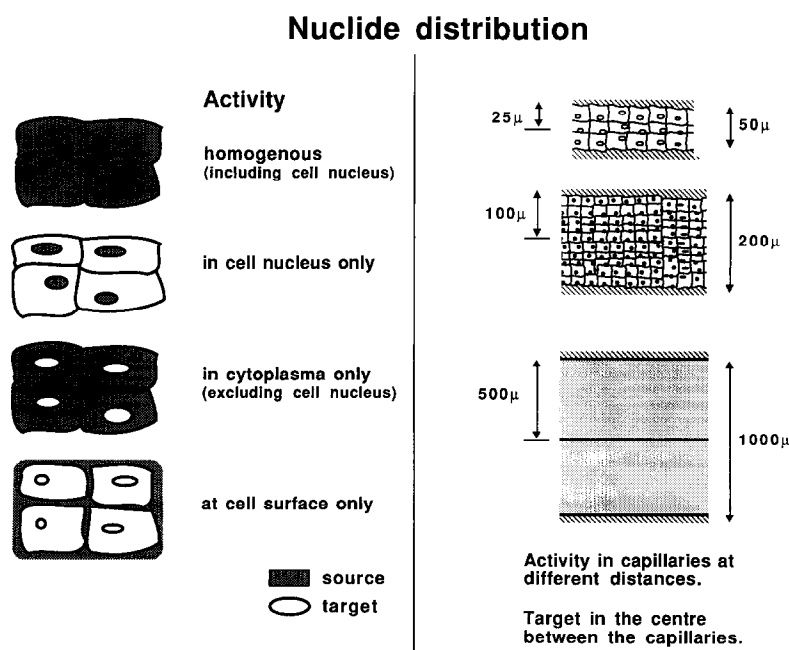 Nuclide distribution
Activity
homogenous
(including cell nucleus)
in cell nucleus only
in cytoplasma only
(excluding cell nucleus)
at cell surface only
source
target
25μ
50μ
100μ
200μ
500μ
1000μ
Activity in capillaries at
different distances.
Target in the centre
between the capillaries.